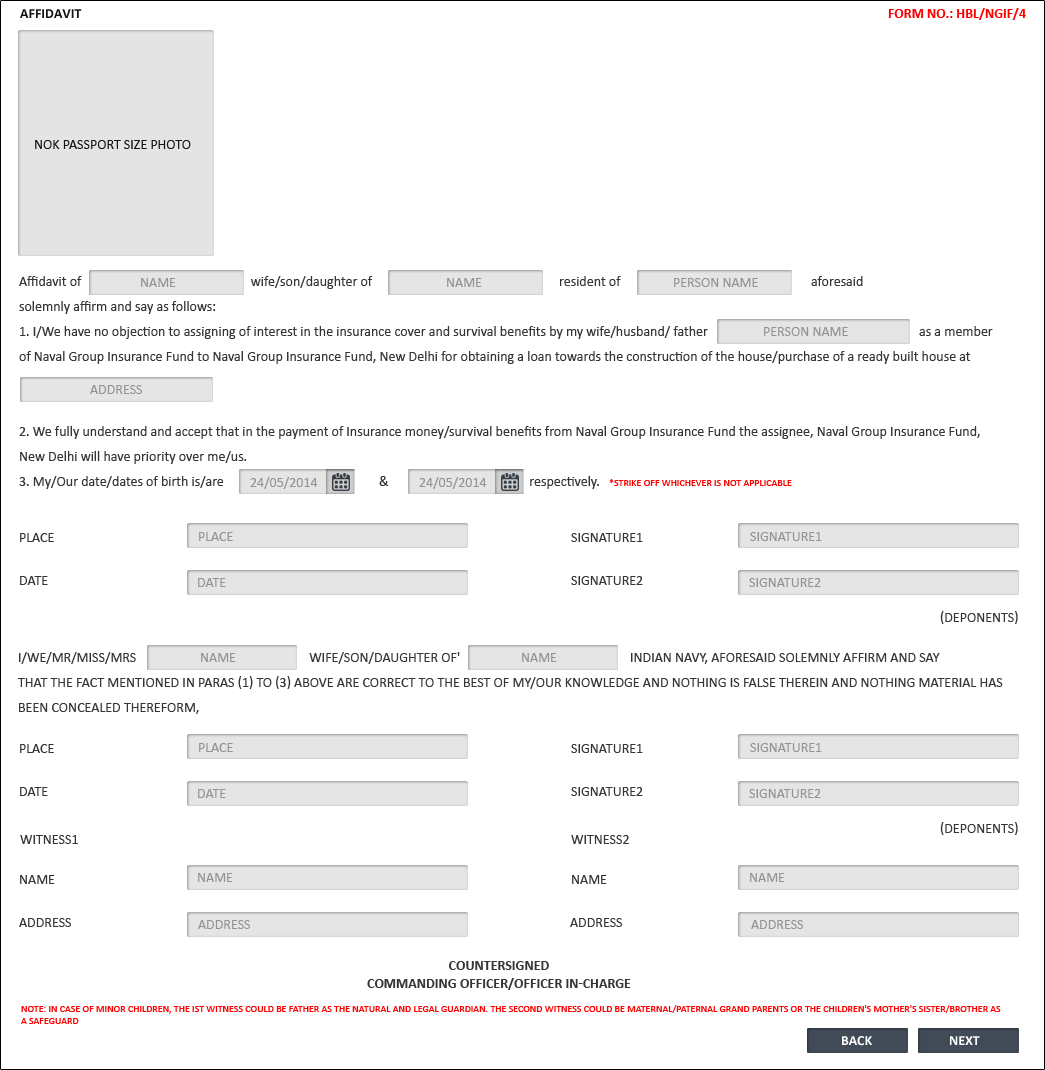 AFFIDAVIT FORM NO.: HBL/NGIF/4
NOK PASSPORT SIZE PHOTO
Affidavit of NAME wife/son/daughter of NAME resident of PERSON NAME aforesaid
solemnly affirm and say as follows:
1. I/We have no objection to assigning of interest in the insurance cover and survival benefits by my wife/husband/ father PERSON NAME as a member
of Naval Group Insurance Fund to Naval Group Insurance Fund, New Delhi for obtaining a loan towards the construction of the house/purchase of a ready built house at
ADDRESS
2. We fully understand and accept that in the payment of Insurance money/survival benefits from Naval Group Insurance Fund the assignee, Naval Group Insurance Fund,
New Delhi will have priority over me/us.
3. My/Our date/dates of birth is/are 24/05/2014 & 24/05/2014 respectively. *STRIKE OFF WHICHEVER IS NOT APPLICABLE
PLACE PLACE SIGNATURE1 SIGNATURE1
DATE DATE SIGNATURE2 SIGNATURE2
(DEPONENTS)
I/WE/MR/MISS/MRS NAME WIFE/SON/DAUGHTER OF' NAME INDIAN NAVY, AFORESAID SOLEMNLY AFFIRM AND SAY
THAT THE FACT MENTIONED IN PARAS (1) TO (3) ABOVE ARE CORRECT TO THE BEST OF MY/OUR KNOWLEDGE AND NOTHING IS FALSE THEREIN AND NOTHING MATERIAL HAS
BEEN CONCEALED THEREFORM,
PLACE PLACE SIGNATURE1 SIGNATURE1
DATE DATE SIGNATURE2 SIGNATURE2
(DEPONENTS)
WITNESS1 WITNESS2
NAME NAME NAME NAME
ADDRESS ADDRESS ADDRESS ADDRESS
COUNTERSIGNED
COMMANDING OFFICER/OFFICER IN-CHARGE
NOTE: IN CASE OF MINOR CHILDREN, THE IST WITNESS COULD BE FATHER AS THE NATURAL AND LEGAL GUARDIAN. THE SECOND WITNESS COULD BE MATERNAL/PATERNAL GRAND PARENTS OR THE CHILDREN'S MOTHER'S SISTER/BROTHER AS
A SAFEGUARD
BACK NEXT